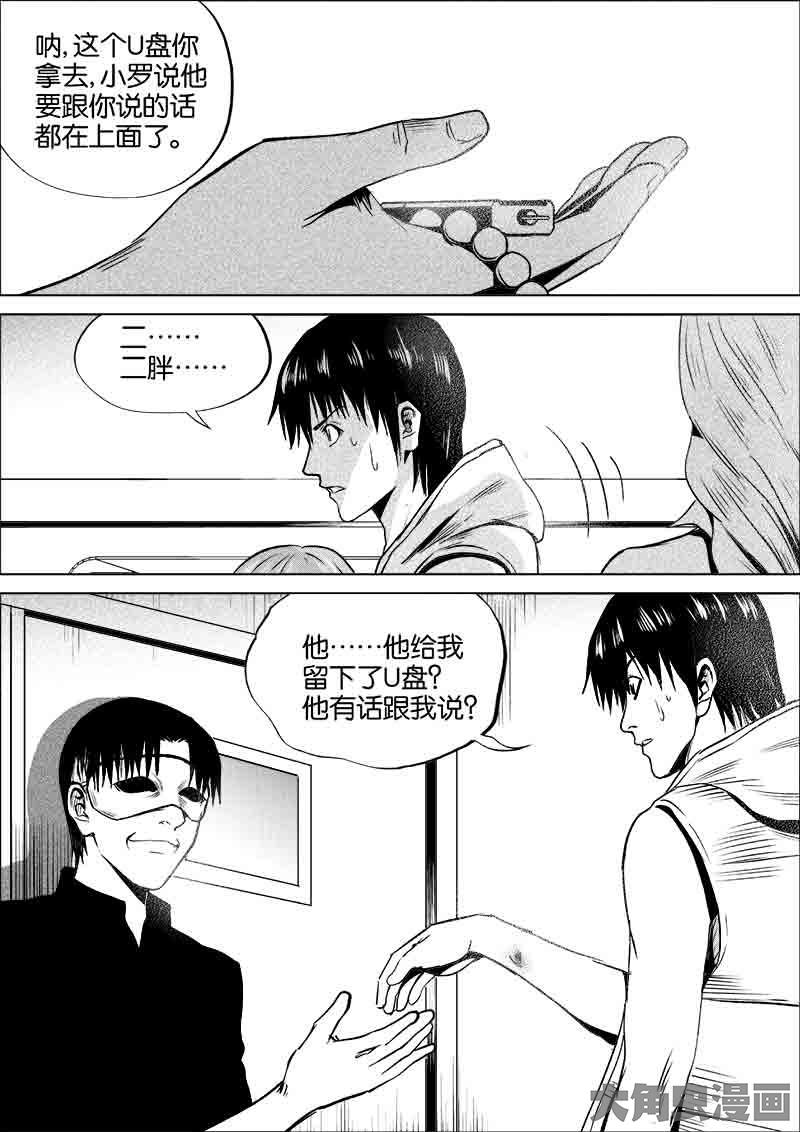 呐,这个U盘你
拿去,小罗说他
要跟你说的话
都在上面了。
二……
二胖……
他……他给我
留下了U盘?
他有话跟我说?
大角虫漫画